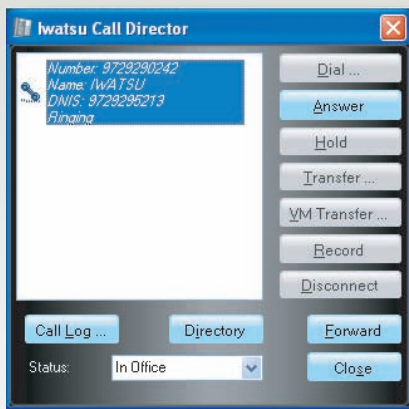 Iwatsu Call Director
Number: 9729290242
Name: IWATSU
DNIS: 9729295213
Ringing
Dial ...
Answer
Hold
Transfer ...
VM Transfer ...
Record
Disconnect
Call Log ...
Directory
Forward
Status:
In Office
Close